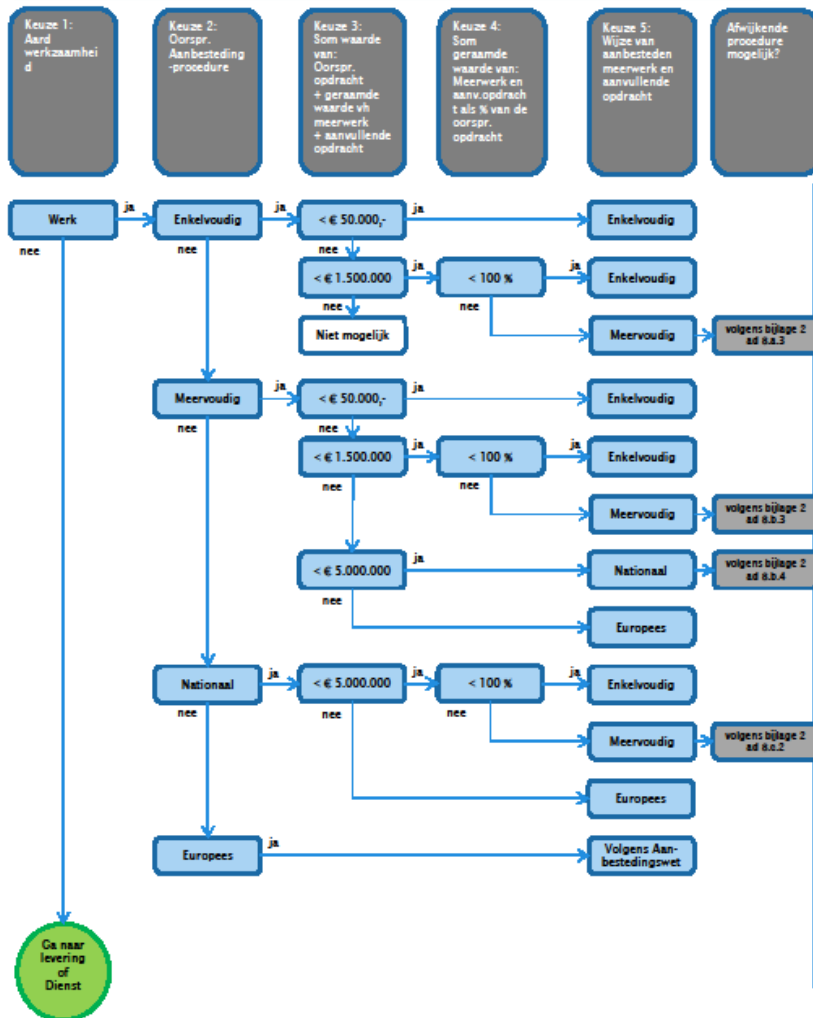 Keuze 1:
Aard
werkzaamhei
d
Keuze 2:
Oorspr.
Aanbesteding
-procedure
Keuze 3:
Som waarde
van:
Oorspr.
opdracht
+ geraamde
waarde vh
meerwerk
+ aanvullende
opdracht
Keuze 4:
Som
geraamde
waarde van:
Meerwerk en
aanv.opdrach
t als % van de
oorspr.
opdracht
Keuze 5:
Wijze van
aanbesteden
meerwerk en
aanvullende
opdracht
Afwijkende
procedure
mogelijk?
Werk
ja
Enkelvoudig
ja
< € 50.000,-
ja
Enkelvoudig
nee
nee
nee
< € 1.500.000
ja
< 100 %
ja
Enkelvoudig
nee
nee
Niet mogelijk
Meervoudig
volgens bijlage 2
ad 8.a.3
Meervoudig
ja
< € 50.000,-
ja
Enkelvoudig
nee
nee
< € 1.500.000
ja
< 100 %
ja
Enkelvoudig
nee
nee
Meervoudig
volgens bijlage 2
ad 8.b.3
< € 5.000.000
ja
Nationaal
volgens bijlage 2
ad 8.b.4
nee
Europees
Nationaal
ja
< € 5.000.000
ja
< 100 %
ja
Enkelvoudig
nee
nee
nee
Meervoudig
volgens bijlage 2
ad 8.c.2
Europees
Europees
ja
Volgens Aan-
bestedingswet
Ga naar
levering
of
Dienst